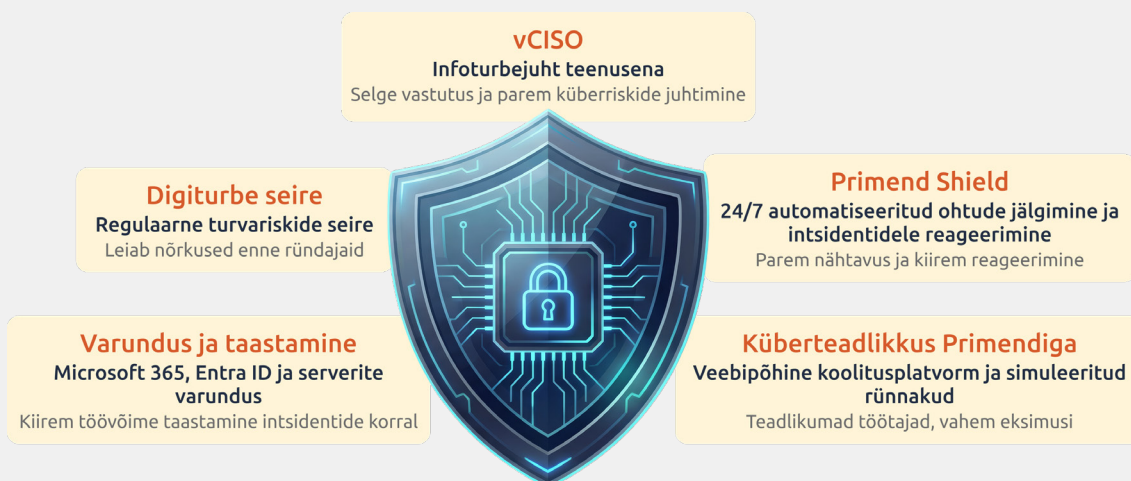 vCISO
Infoturbejuht teenusena
Selge vastutus ja parem küberriskide juhtimine
Digiturbe seire
Regulaarne turvariskide seire
Leiab nõrkused enne ründajaid
Primend Shield
24/7 automatiseeritud ohtude jälgimine ja
intsidentidele reageerimine
Parem nähtavus ja kiirem reageerimine
Varundus ja taastamine
Microsoft 365, Entra ID ja serverite
varundus
Kiirem töövõime taastamine intsidentide korral
Küberteadlikkus Primendiga
Veebipõhine koolitusplatvorm ja simuleeritud
rünnakud
Teadlikumad töötajad, vähem eksimusi